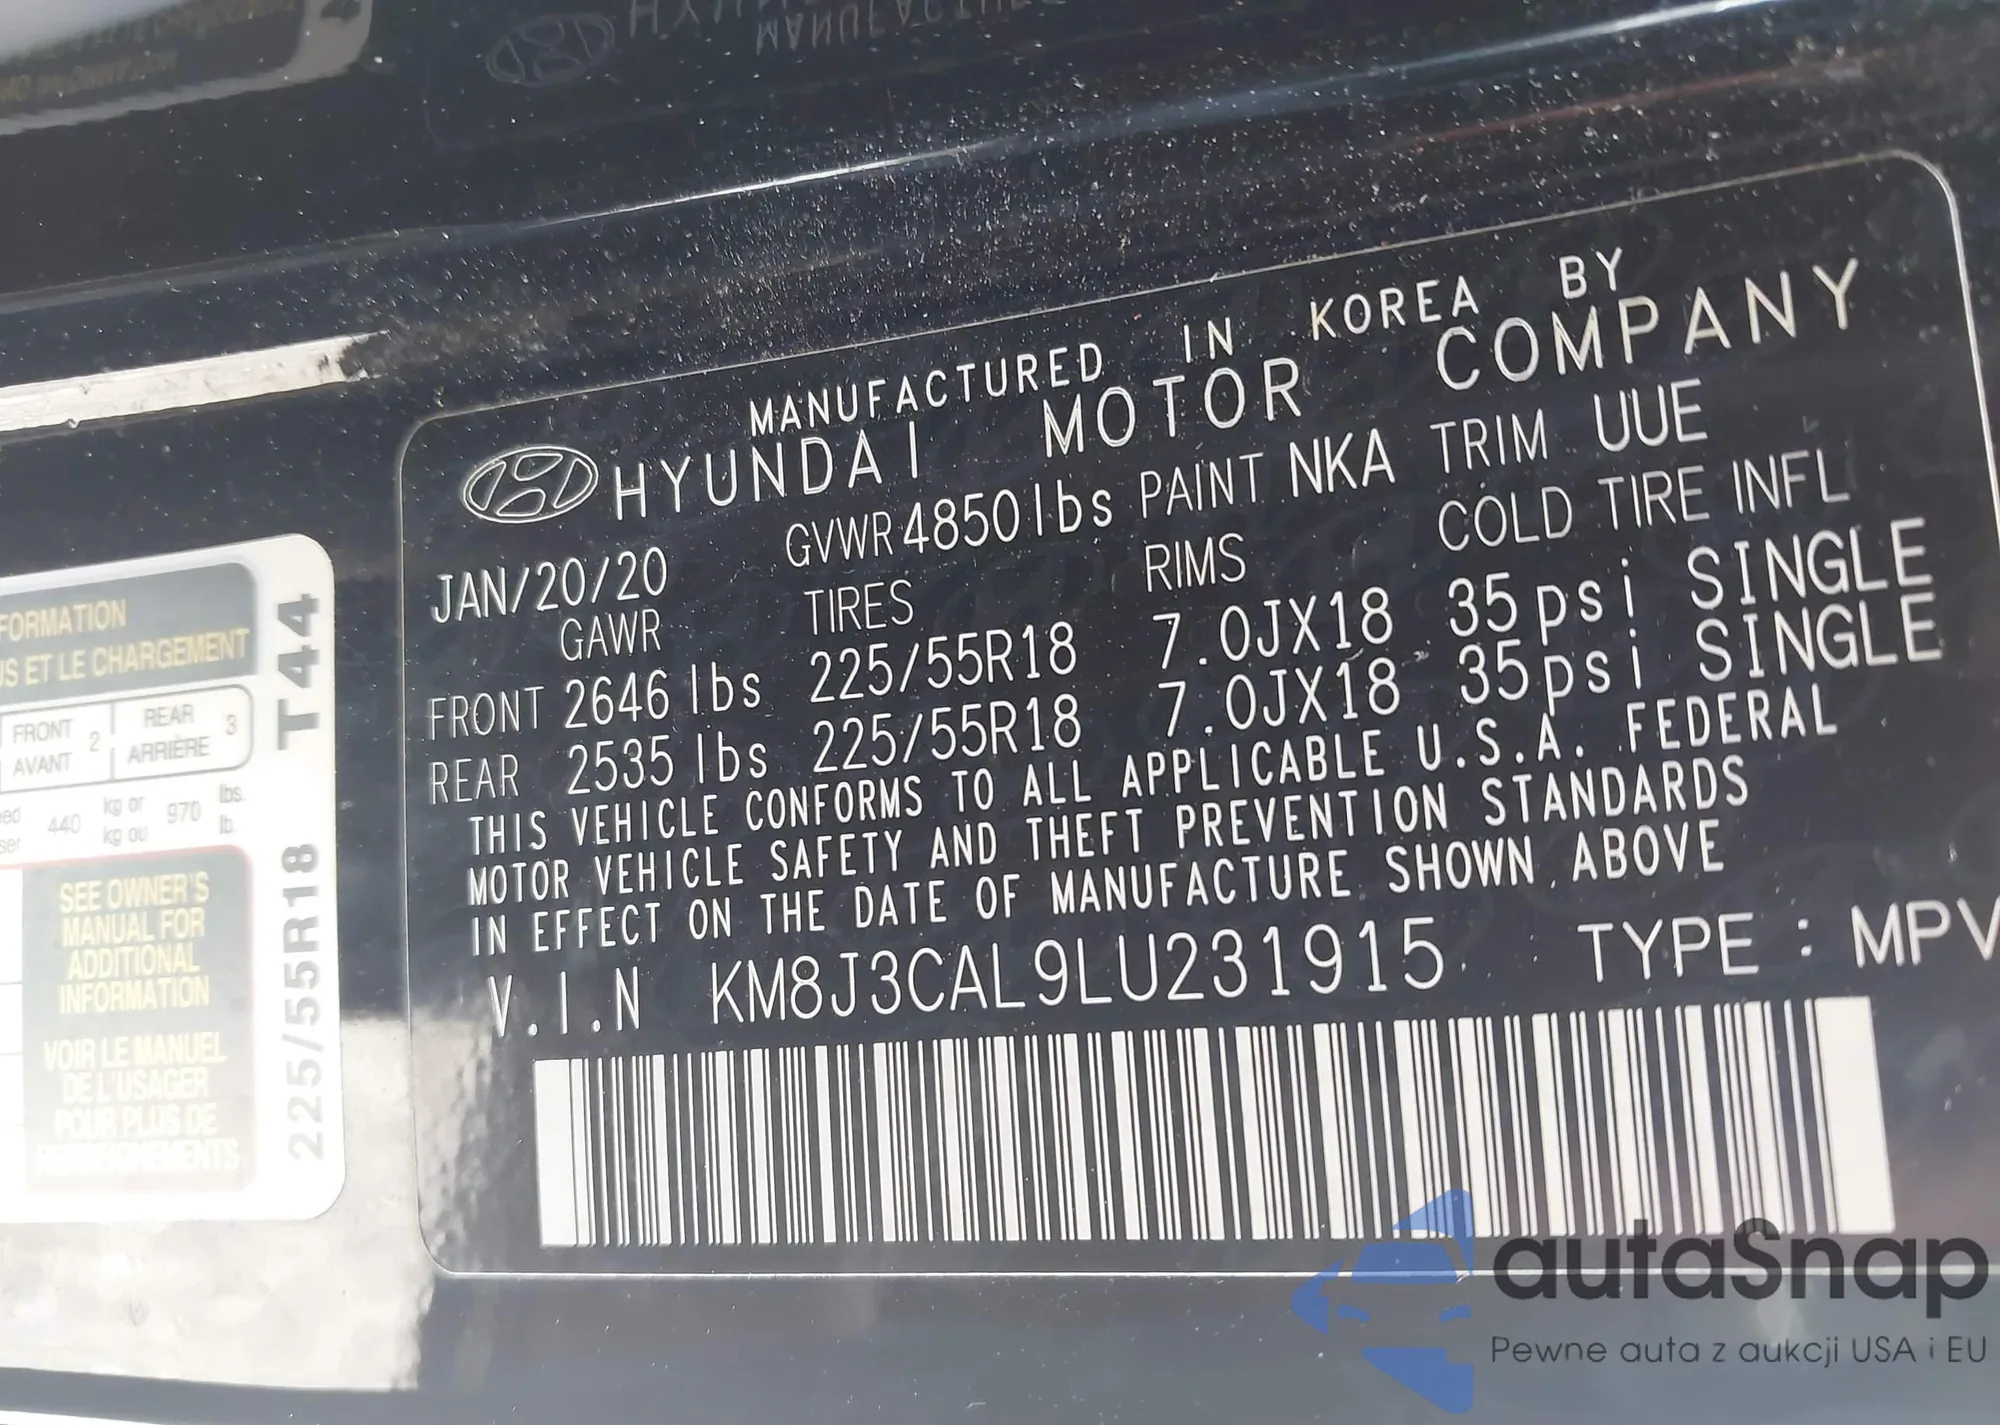 HYUN
MANUFACTURE
MANUFACTURED IN KOREA BY
HYUNDAI MOTOR COMPANY
JAN/20/20 GVWR 4850 lbs PAINT NKA TRIM UUE
GAWR TIRES RIMS COLD TIRE INFL
FRONT 2646 lbs 225/55R18 7.0JX18 35psi SINGLE
REAR 2535 lbs 225/55R18 7.0JX18 35psi SINGLE
THIS VEHICLE CONFORMS TO ALL APPLICABLE U.S.A. FEDERAL
MOTOR VEHICLE SAFETY AND THEFT PREVENTION STANDARDS
IN EFFECT ON THE DATE OF MANUFACTURE SHOWN ABOVE
V.I.N KM8J3CAL9LU231915 TYPE : MPV
FORMATION
US ET LE CHARGEMENT
FRONT 2 REAR 3
AVANT ARRIÈRE
440 kg or 970 lbs.
kg ou lb.
SEE OWNER'S
MANUAL FOR
ADDITIONAL
INFORMATION
VOIR LE MANUEL
DE L'USAGER
POUR PLUS DE
RENSEIGNEMENTS
225/55R18 T44
autaSnap
Pewne auta z aukcji USA i EU